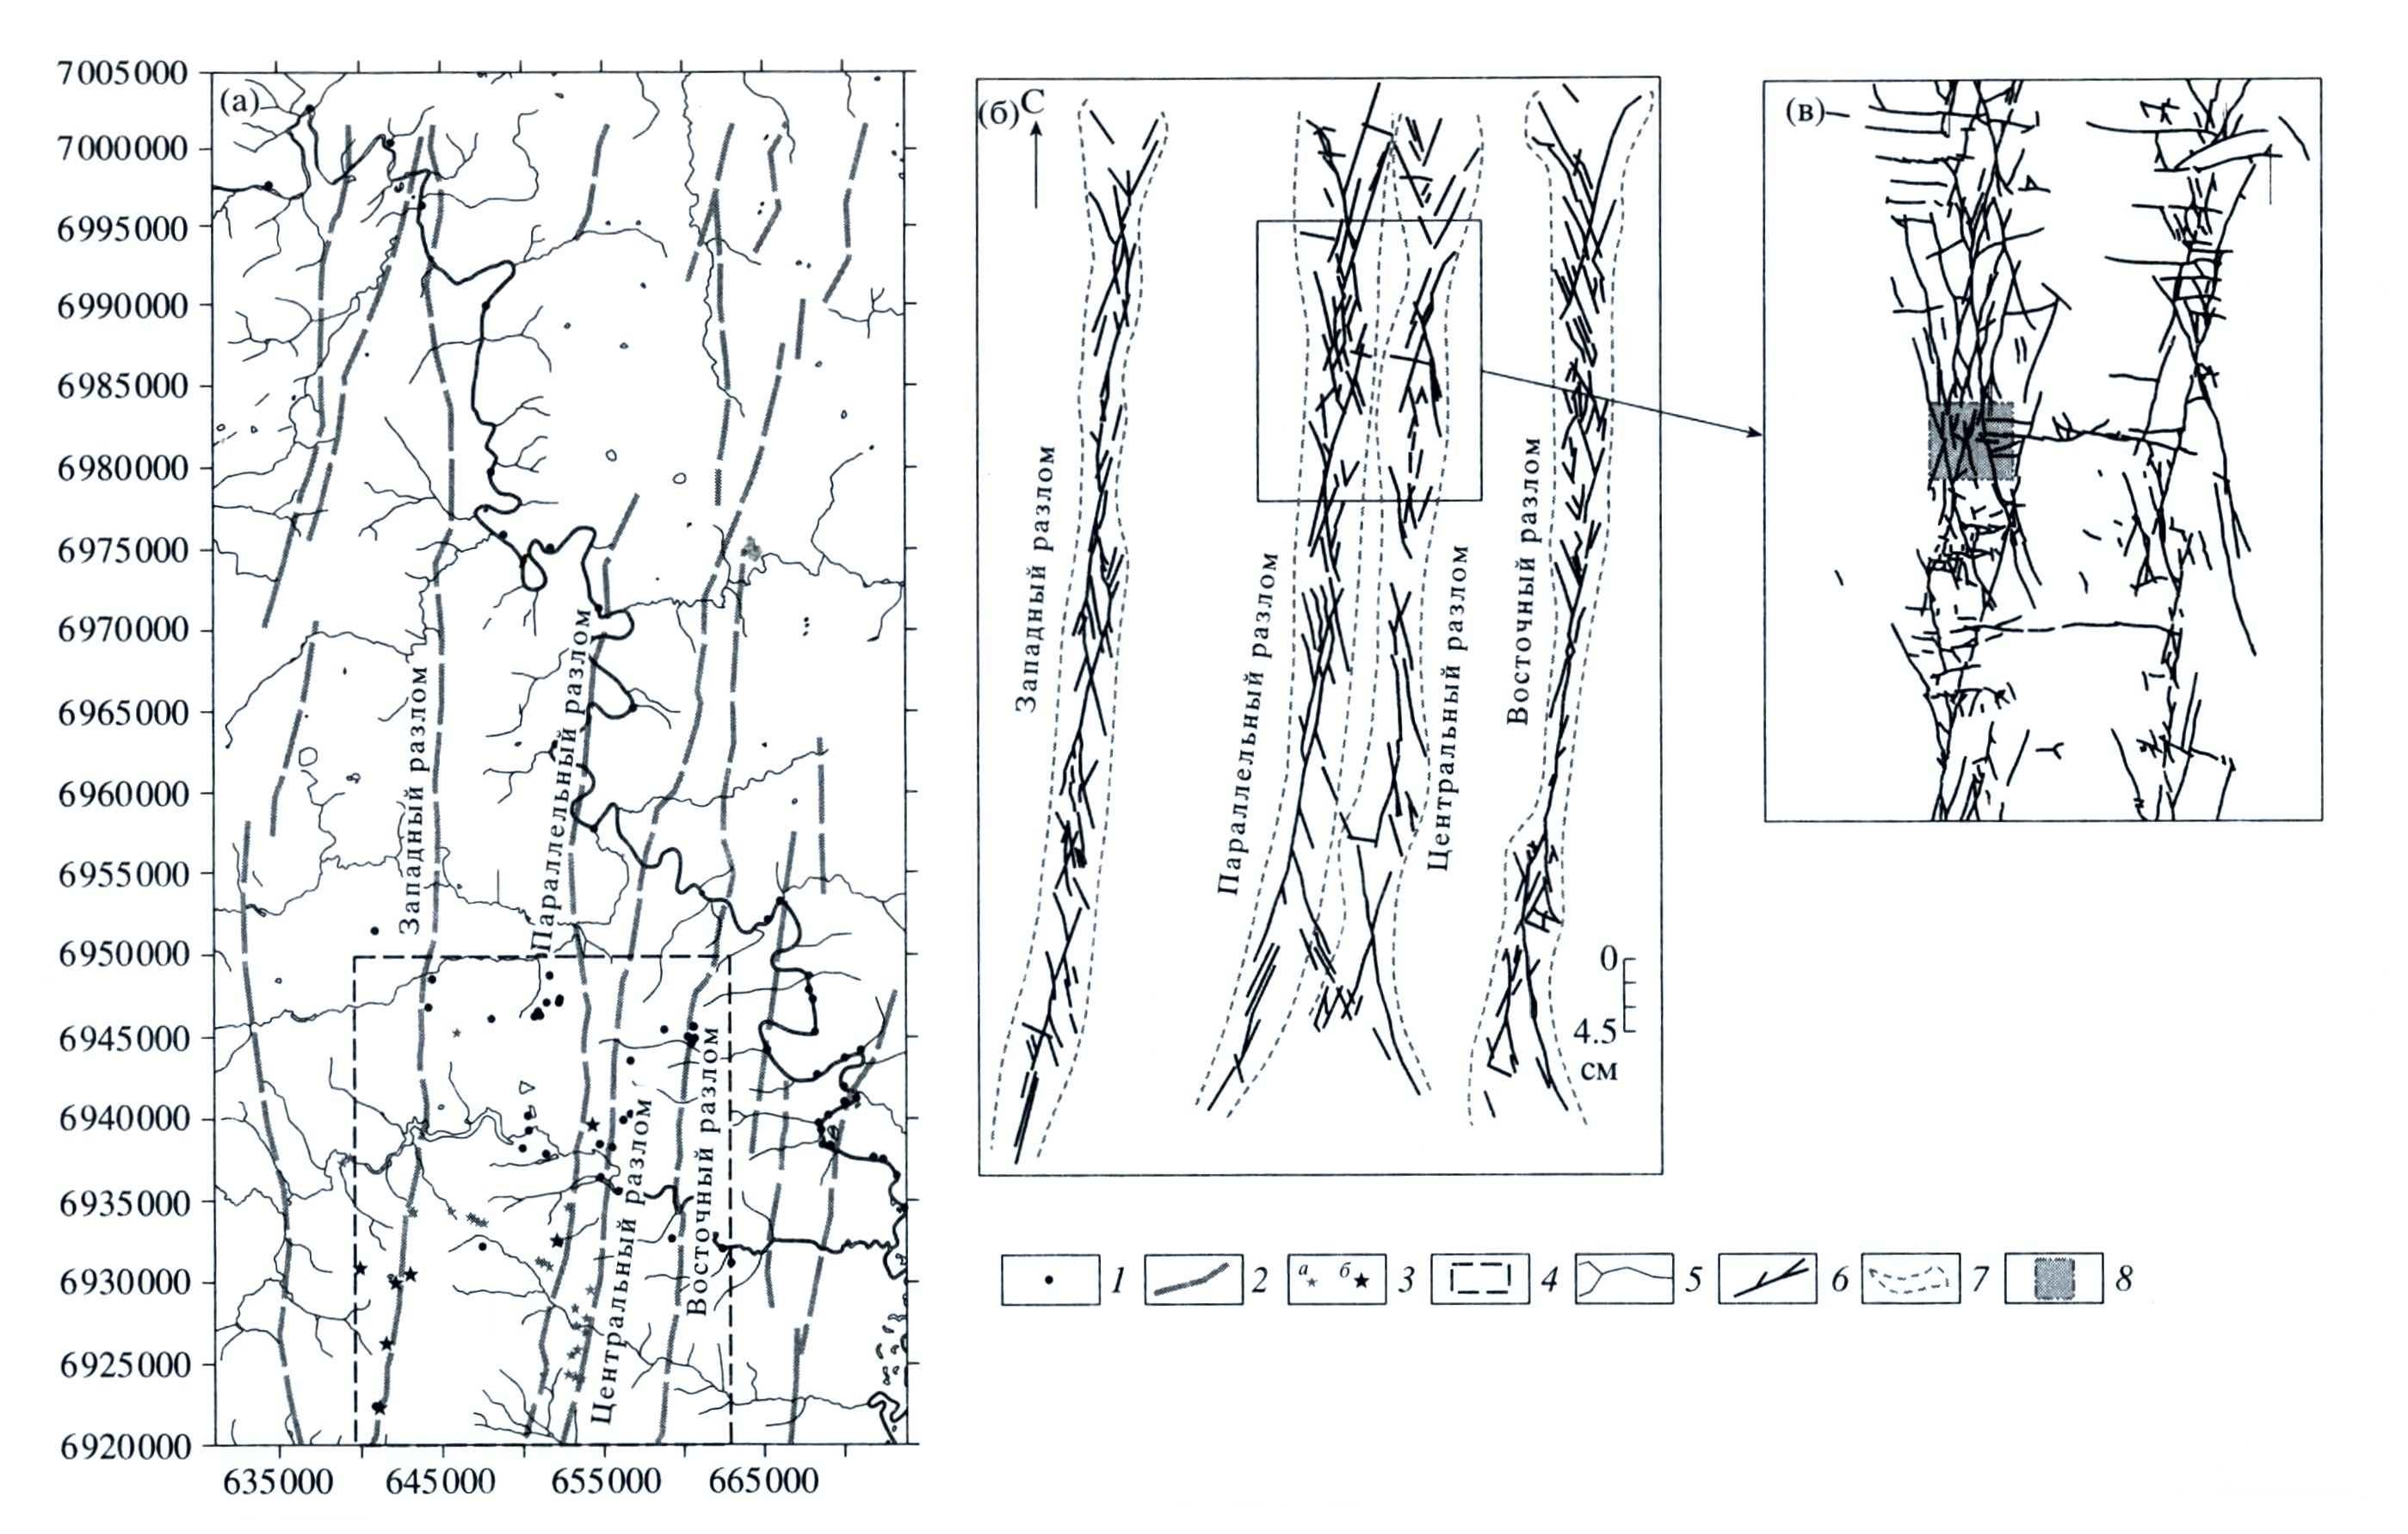 (а)
7005000
7000000
6995000
6990000
6985000
6980000
6975000
6970000
6965000
6960000
6955000
6950000
6945000
6940000
6935000
6930000
6925000
6920000
635000 645000 655000 665000
Западный разлом
Параллельный разлом
Центральный разлом
Восточный разлом
(б)
С
Западный разлом
Параллельный разлом
Центральный разлом
Восточный разлом
0
4.5
см
(в)
1
2
а б 3
4
5
6
7
8